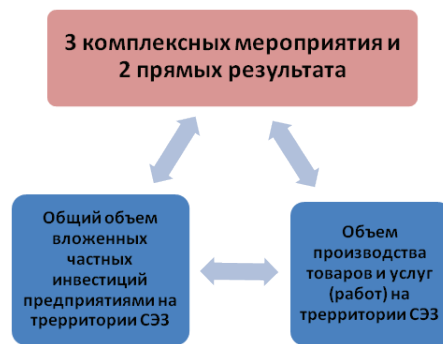 3 комплексных мероприятия и
2 прямых результата
Общий объем
вложенных
частных
инвестиций
предприятиями на
трерритории СЭЗ
Объем
производства
товаров и услуг
(работ) на
трерритории СЭЗ